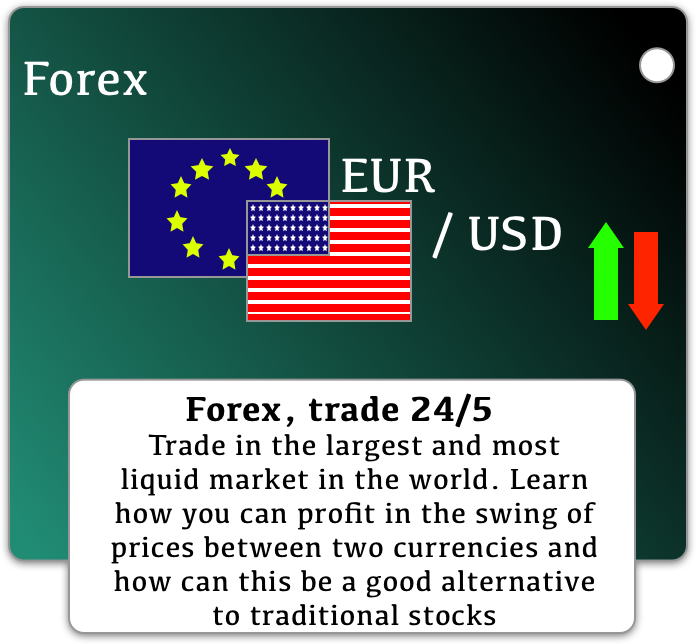 Forex
EUR
/ USD
Forex, trade 24/5
Trade in the largest and most
liquid market in the world. Learn
how you can profit in the swing of
prices between two currencies and
how can this be a good alternative
to traditional stocks